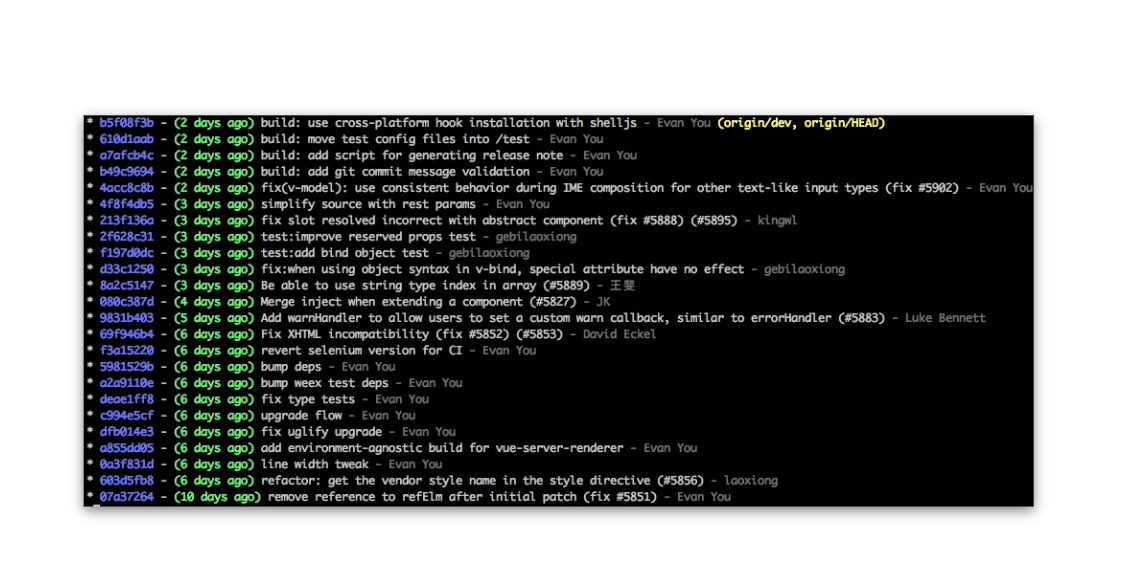 * b5f08f3b - (2 days ago) build: use cross-platform hook installation with shelljs - Evan You (origin/dev, origin/HEAD)
* 610d1aab - (2 days ago) build: move test config files into /test - Evan You
* a7afcb4c - (2 days ago) build: add script for generating release note - Evan You
* b49c9694 - (2 days ago) build: add git commit message validation - Evan You
* 4acc8c8b - (2 days ago) fix(v-model): use consistent behavior during IME composition for other text-like input types (fix #5902) - Evan You
* 4f8f4db5 - (3 days ago) simplify source with rest params - Evan You
* 213f136a - (3 days ago) fix slot resolved incorrect with abstract component (fix #5888) (#5895) - kingwl
* 2f628c31 - (3 days ago) test:improve reserved props test - gebilaoxiong
* f197d0dc - (3 days ago) test:add bind object test - gebilaoxiong
* d33c1250 - (3 days ago) fix:when using object syntax in v-bind, special attribute have no effect - gebilaoxiong
* 8a2c5147 - (3 days ago) Be able to use string type index in array (#5889) - 王斐
* 080c387d - (4 days ago) Merge inject when extending a component (#5827) - JK
* 9831b403 - (5 days ago) Add warnHandler to allow users to set a custom warn callback, similar to errorHandler (#5883) - Luke Bennett
* 69f946b4 - (6 days ago) Fix XHTML incompatibility (fix #5852) (#5853) - David Eckel
* f3a15220 - (6 days ago) revert selenium version for CI - Evan You
* 5981529b - (6 days ago) bump deps - Evan You
* a2a9110e - (6 days ago) bump weex test deps - Evan You
* deae1ff8 - (6 days ago) fix type tests - Evan You
* c994e5cf - (6 days ago) upgrade flow - Evan You
* dfb014e3 - (6 days ago) fix uglify upgrade - Evan You
* a855dd05 - (6 days ago) add environment-agnostic build for vue-server-renderer - Evan You
* 0a3f831d - (6 days ago) line width tweak - Evan You
* 603d5fb8 - (6 days ago) refactor: get the vendor style name in the style directive (#5856) - laoxiong
* 07a37264 - (10 days ago) remove reference to refElm after initial patch (fix #5851) - Evan You